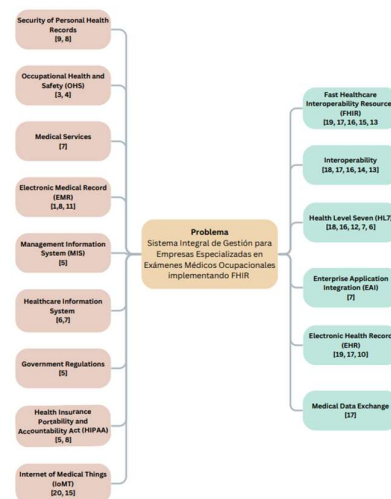 Security of Personal Health
Records
[9, 8]
Occupational Health and
Safety (OHS)
[3, 4]
Medical Services
[7]
Electronic Medical Record
(EMR)
[1,8, 11]
Management Information
System (MIS)
[5]
Healthcare Information
System
[6,7]
Government Regulations
[5]
Health Insurance
Portability and
Accountability Act (HIPAA)
[5, 8]
Internet of Medical Things
(IoMT)
[20, 15]
Problema
Sistema Integral de Gestión para
Empresas Especializadas en
Exámenes Médicos Ocupacionales
implementando FHIR
Fast Healthcare
Interoperability Resource
(FHIR)
[19, 17, 16, 15, 13
Interoperability
[18, 17, 16, 14, 13]
Health Level Seven (HL7)
[18, 16, 12, 7, 6]
Enterprise Application
Integration (EAI)
[7]
Electronic Health Record
(EHR)
[19, 17, 10]
Medical Data Exchange
[17]